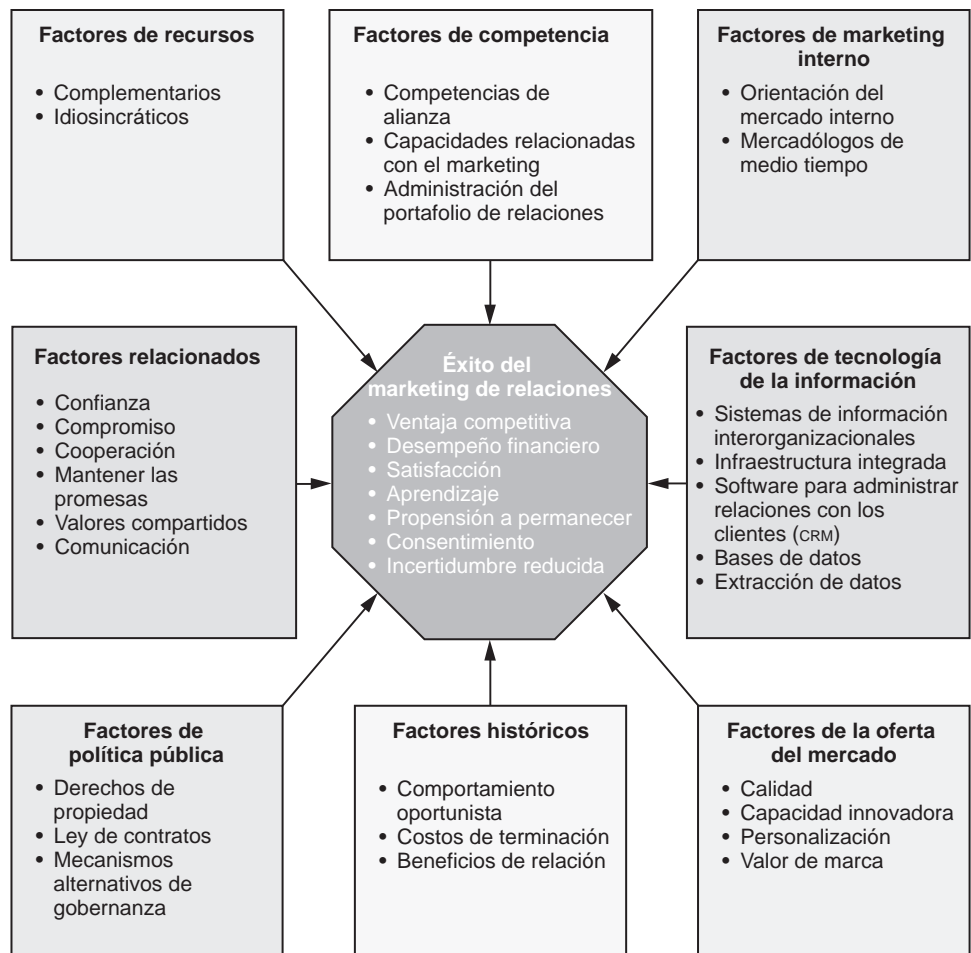 Factores de recursos
• Complementarios
• Idiosincráticos
Factores de competencia
• Competencias de
alianza
• Capacidades relacionadas
con el marketing
• Administración del
portafolio de relaciones
Factores de marketing
interno
• Orientación del
mercado interno
• Mercadólogos de
medio tiempo
Factores relacionados
• Confianza
• Compromiso
• Cooperación
• Mantener las
promesas
• Valores compartidos
• Comunicación
Éxito del
marketing de relaciones
• Ventaja competitiva
• Desempeño financiero
• Satisfacción
• Aprendizaje
• Propensión a permanecer
• Consentimiento
• Incertidumbre reducida
Factores de tecnología
de la información
• Sistemas de información
interorganizacionales
• Infraestructura integrada
• Software para administrar
relaciones con los
clientes (CRM)
• Bases de datos
• Extracción de datos
Factores de
política pública
• Derechos de
propiedad
• Ley de contratos
• Mecanismos
alternativos de
gobernanza
Factores históricos
• Comportamiento
oportunista
• Costos de terminación
• Beneficios de relación
Factores de la oferta
del mercado
• Calidad
• Capacidad innovadora
• Personalización
• Valor de marca